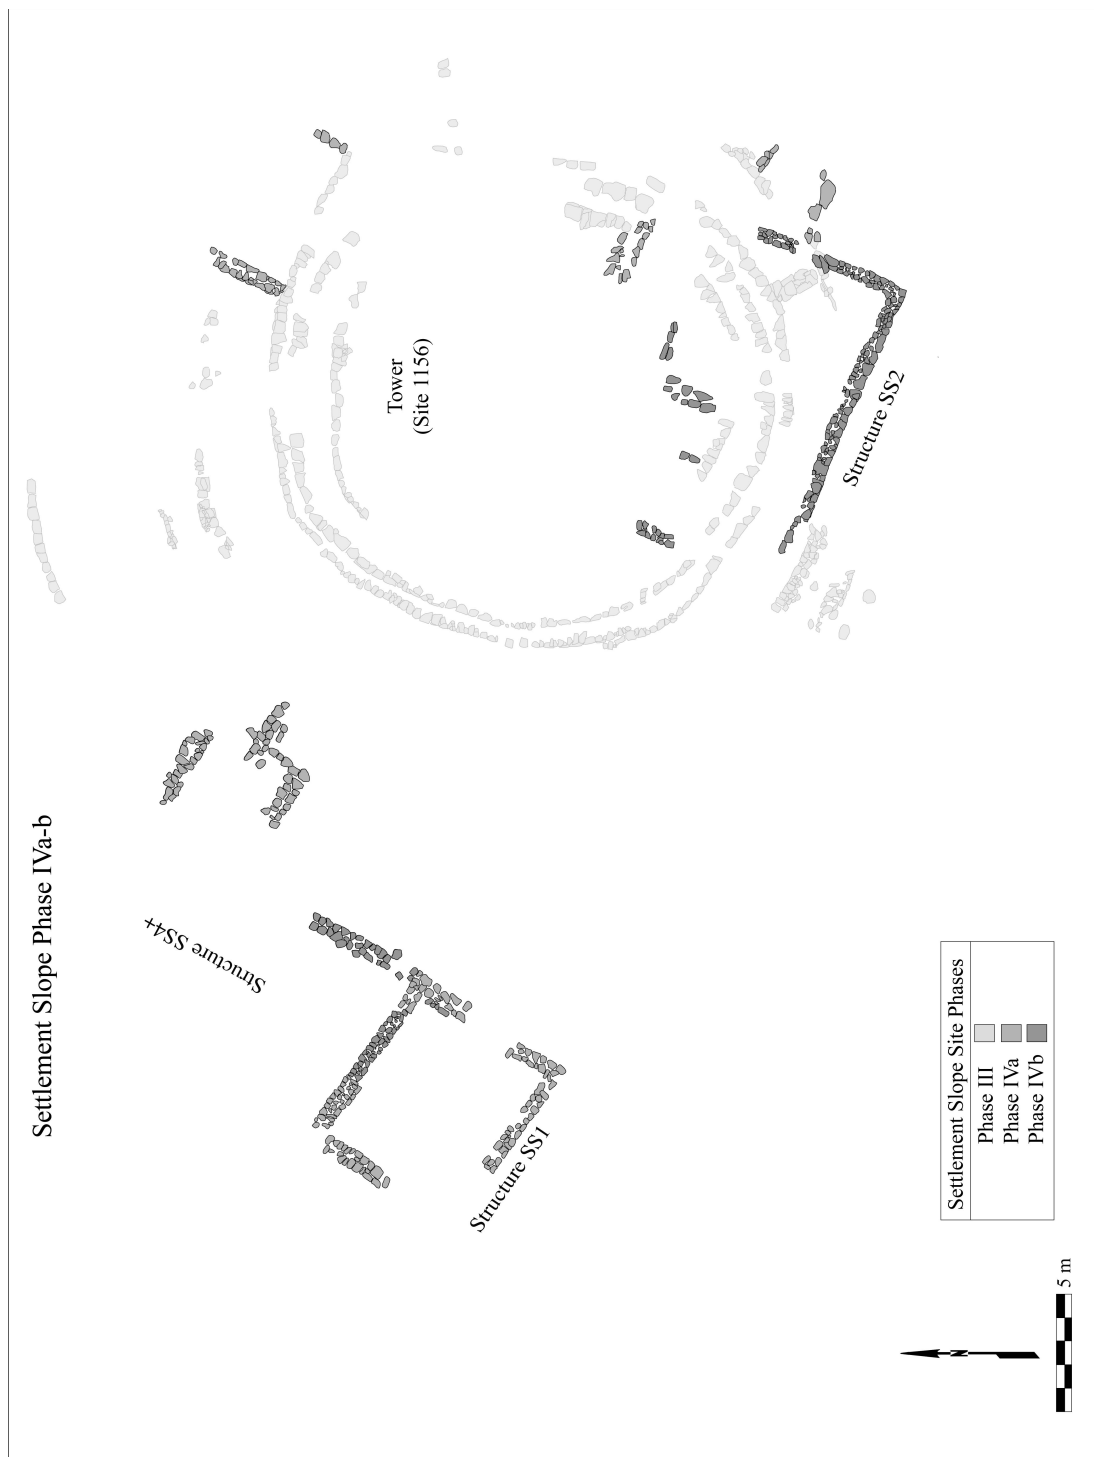 Settlement Slope Phase IVa-b
Tower
(Site 1156)
Structure SS2
Structure SS4+
Structure SS1
Settlement Slope Site Phases
Phase III
Phase IVa
Phase IVb
N
5 m